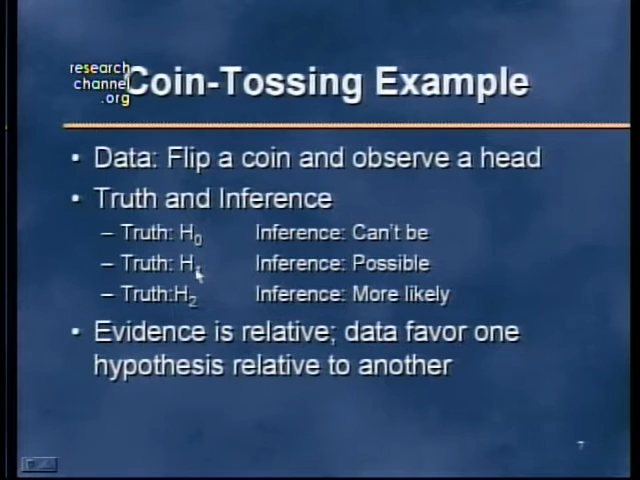 research
channel
.org
Coin-Tossing Example
• Data: Flip a coin and observe a head
• Truth and Inference
– Truth: H0 Inference: Can't be
– Truth: H1 Inference: Possible
– Truth:H2 Inference: More likely
• Evidence is relative; data favor one
hypothesis relative to another
7